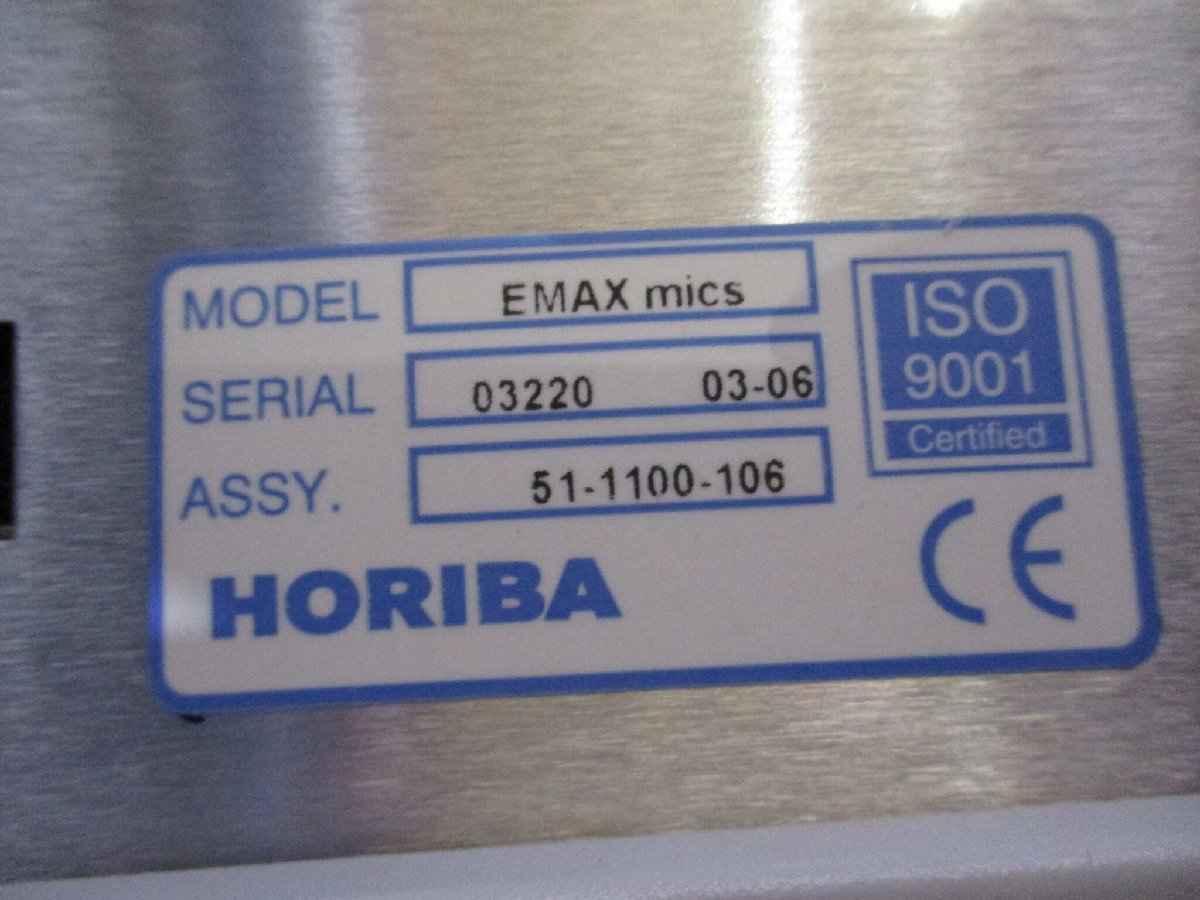 MODEL EMAX mics
SERIAL 03220 03-06
ASSY. 51-1100-106
HORIBA
ISO
9001
Certified
CE